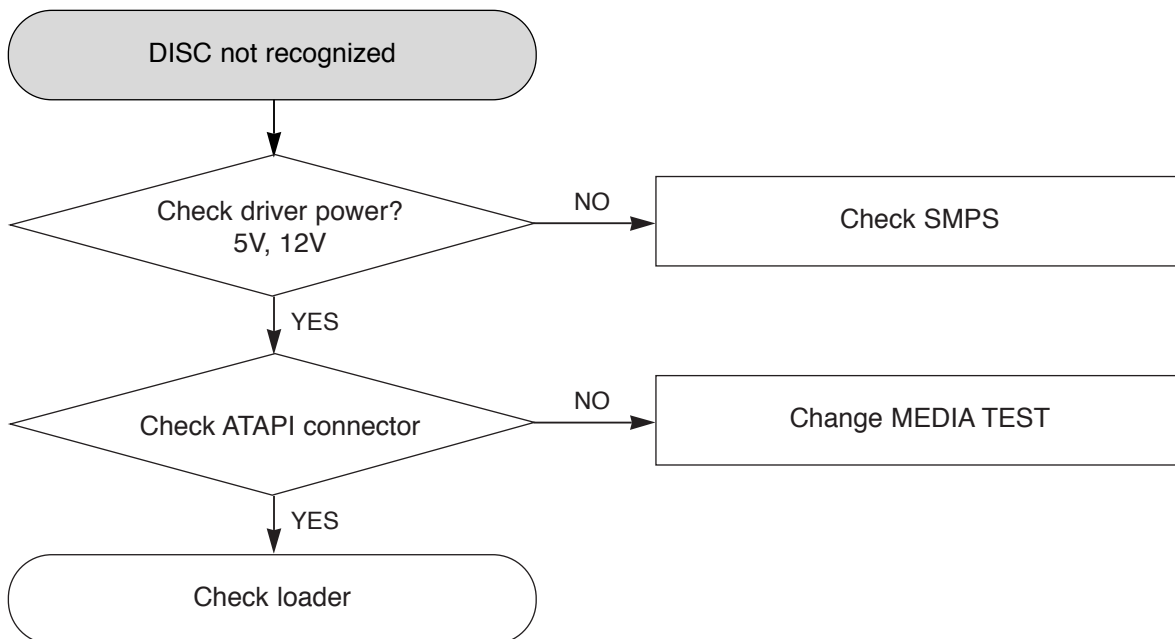 DISC not recognized
Check driver power?
5V, 12V
NO
Check SMPS
YES
Check ATAPI connector
NO
Change MEDIA TEST
YES
Check loader